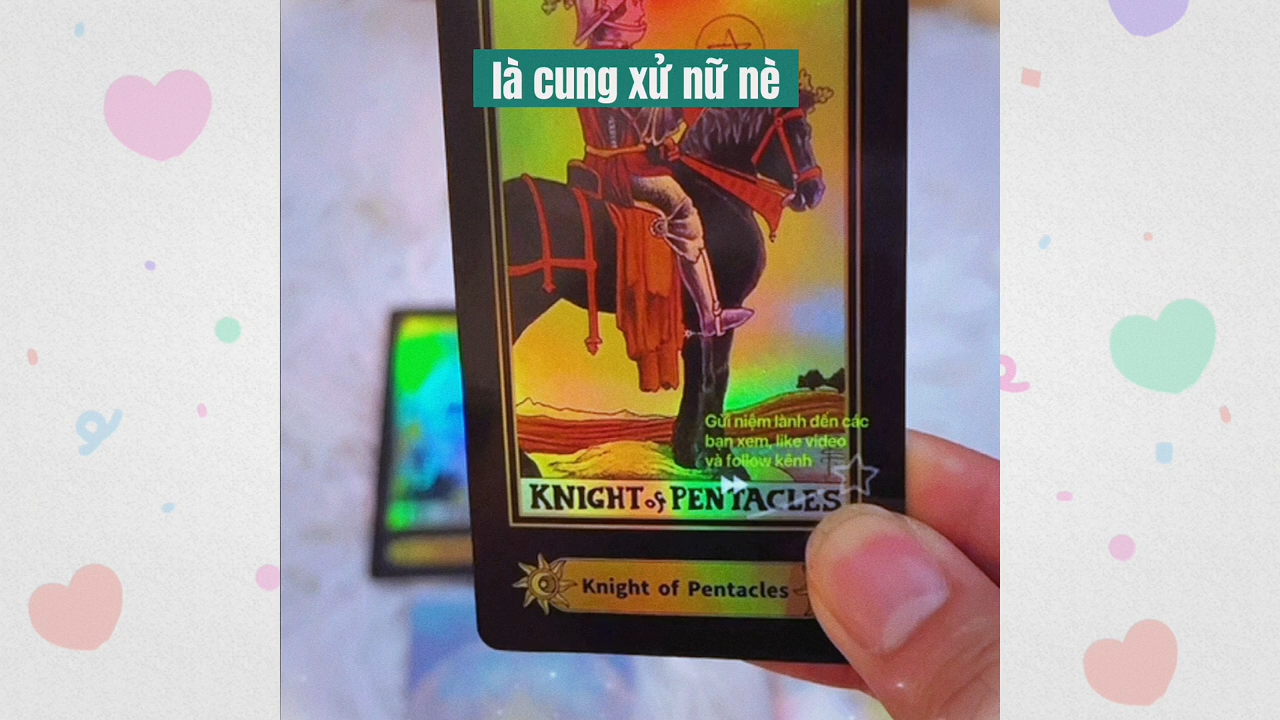 là cung xử nữ nè
Gửi niệm lành đến các
bạn xem, like video
và follow kênh
KNIGHT of PENTACLES
Knight of Pentacles